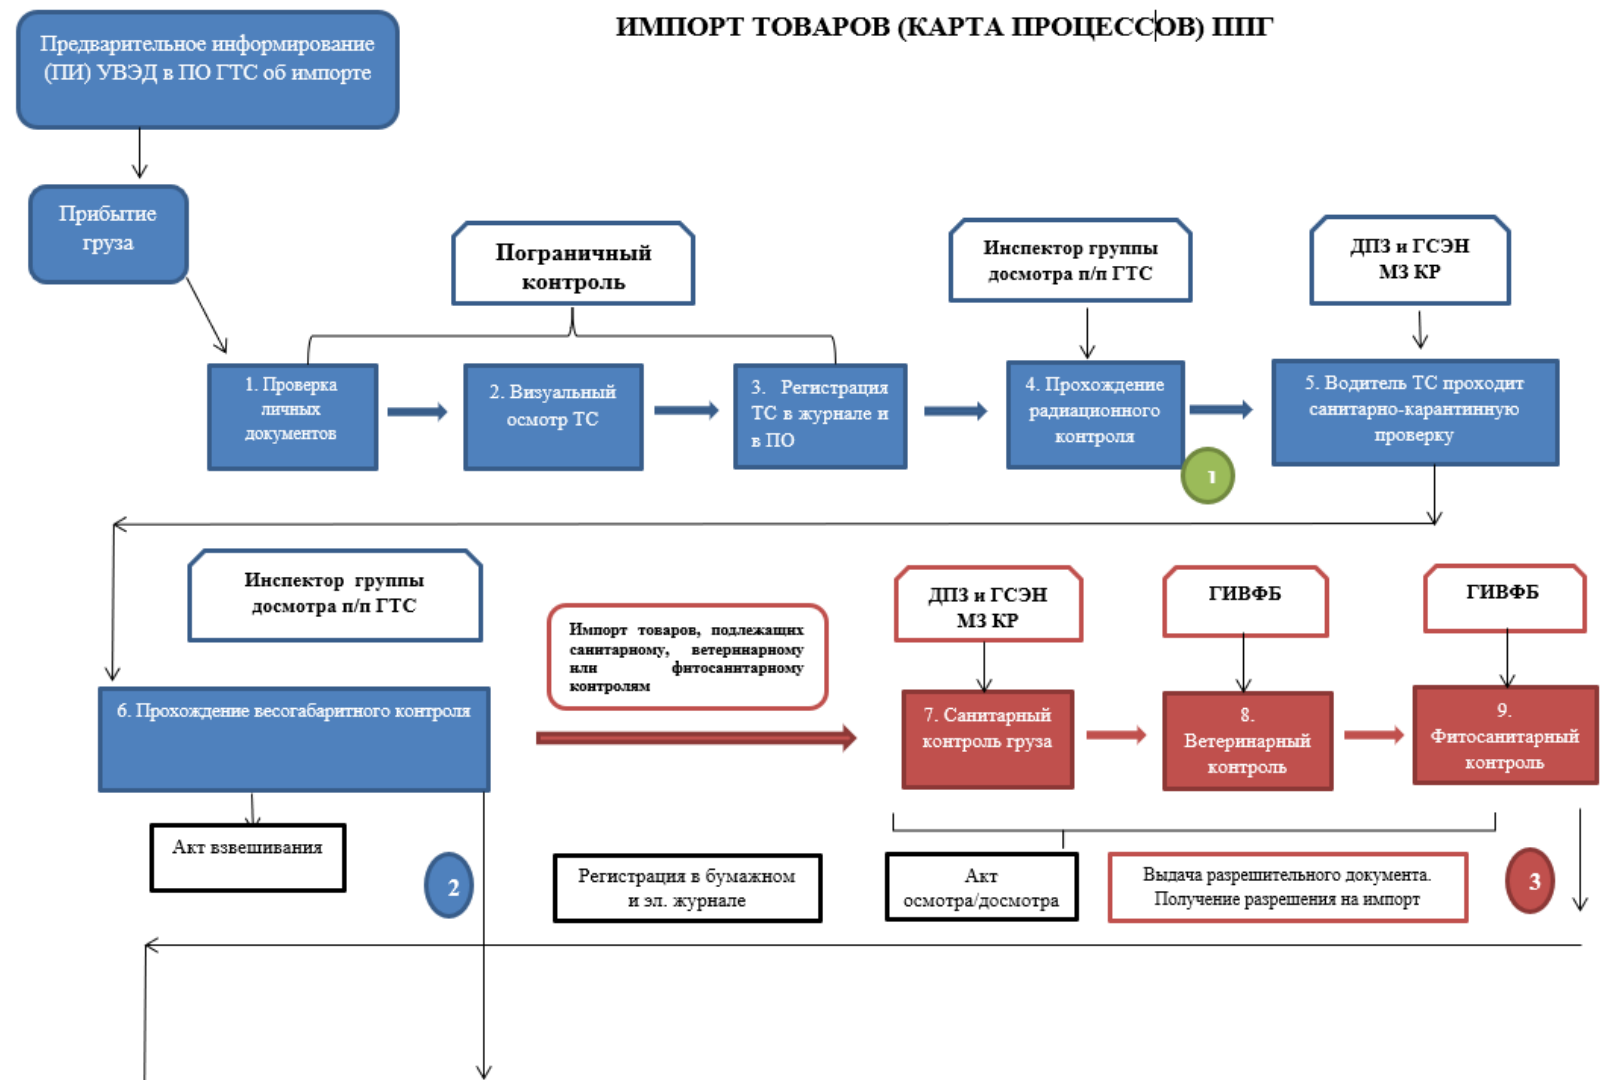 ИМПОРТ ТОВАРОВ (КАРТА ПРОЦЕССОВ) ППГ
Предварительное информирование
(ПИ) УВЭД в ПО ГТС об импорте
Прибытие
груза
Пограничный
контроль
Инспектор группы
досмотра п/п ГТС
ДПЗ и ГСЭН
МЗ КР
1. Проверка
личных
документов
2. Визуальный
осмотр ТС
3. Регистрация
ТС в журнале и
в ПО
4. Прохождение
радиационного
контроля
5. Водитель ТС проходит
санитарно-карантинную
проверку
1
Инспектор группы
досмотра п/п ГТС
Импорт товаров, подлежащих
санитарному, ветеринарному
или фитосанитарному
контролям
ДПЗ и ГСЭН
МЗ КР
ГИВФБ
ГИВФБ
6. Прохождение весогабаритного контроля
7. Санитарный
контроль груза
8.
Ветеринарный
контроль
9.
Фитосанитарный
контроль
Акт взвешивания
2
Регистрация в бумажном
и эл. журнале
Акт
осмотра/досмотра
Выдача разрешительного документа.
Получение разрешения на импорт
3